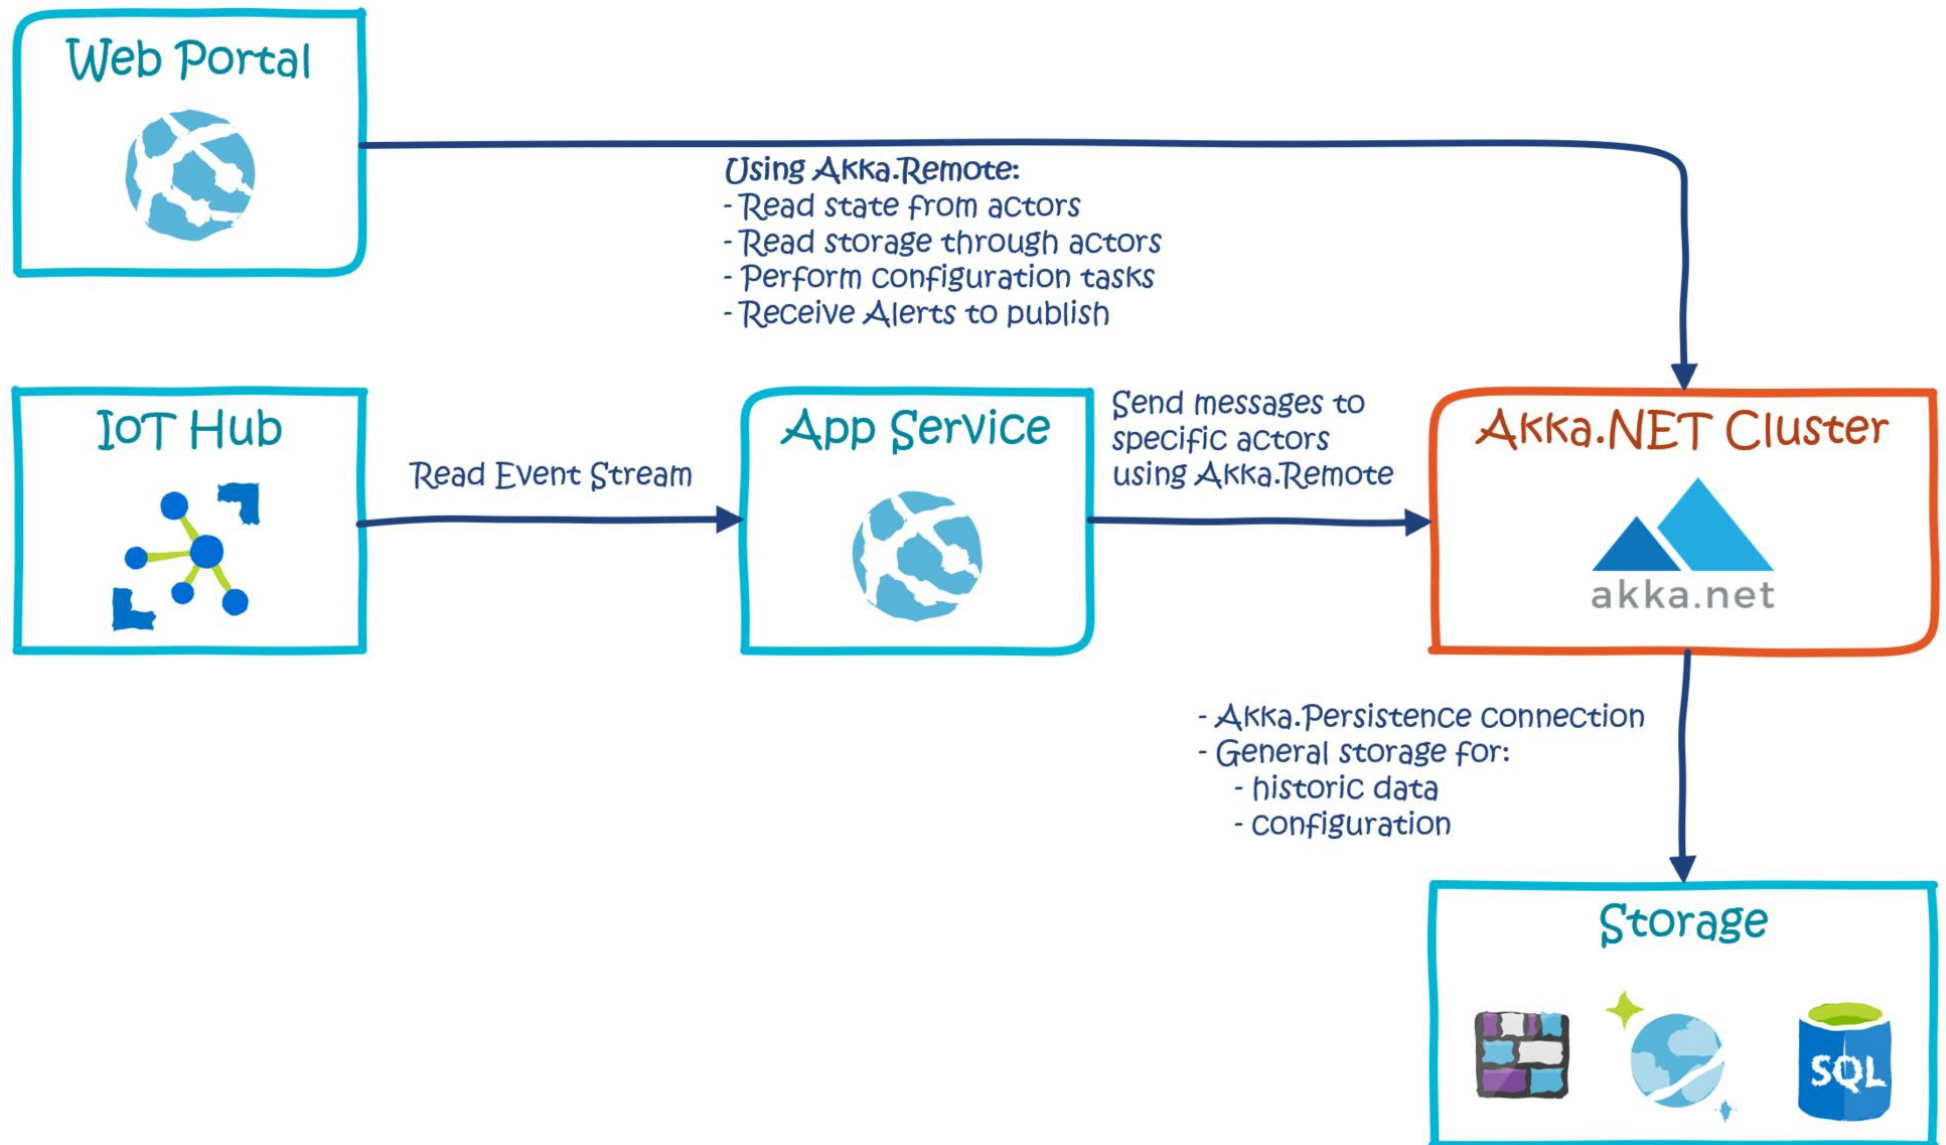 Web Portal
Using Akka.Remote:
- Read state from actors
- Read storage through actors
- Perform configuration tasks
- Receive Alerts to publish
IoT Hub
Read Event Stream
App Service
Send messages to
specific actors
using Akka.Remote
Akka.NET Cluster
akka.net
- Akka.Persistence connection
- General storage for:
- historic data
- configuration
Storage
SQL